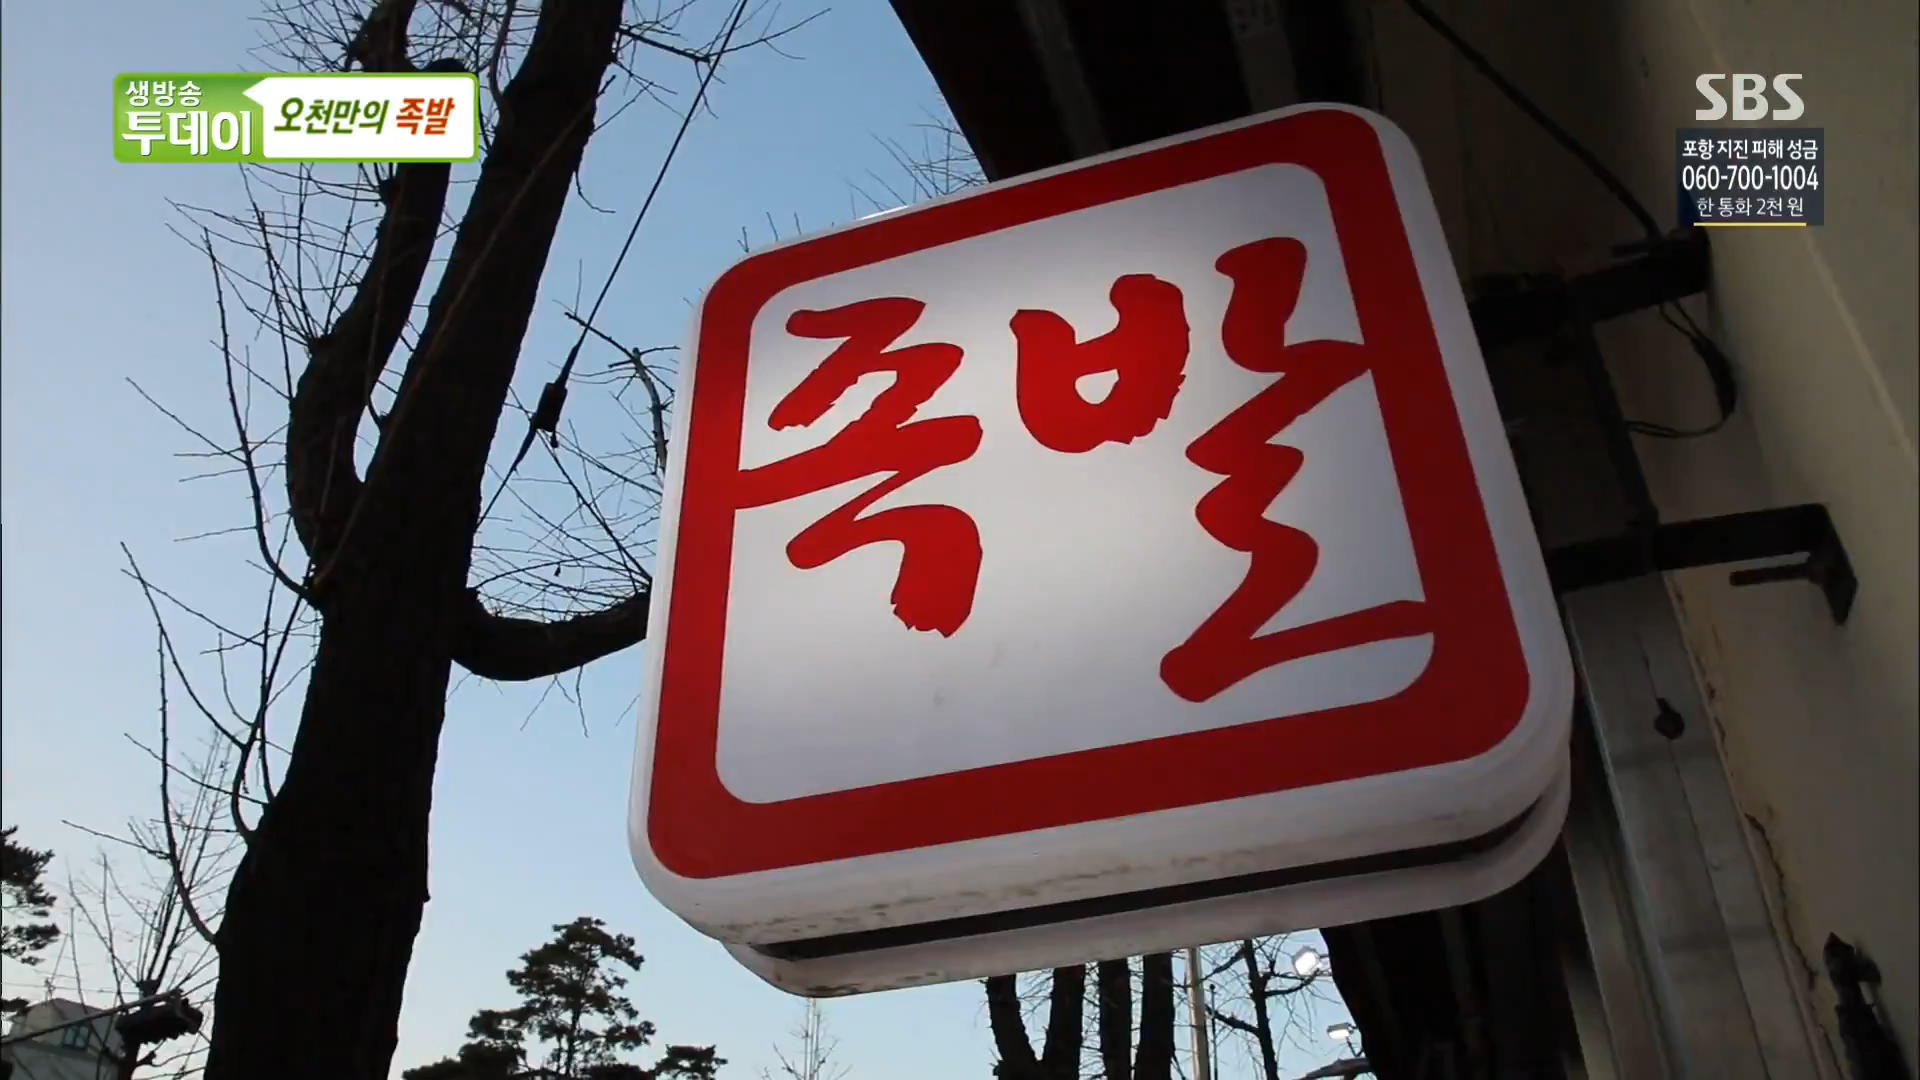 생방송
투데이
오천만의 족발
SBS
포항 지진 피해 성금
060-700-1004
한 통화 2천 원
족발